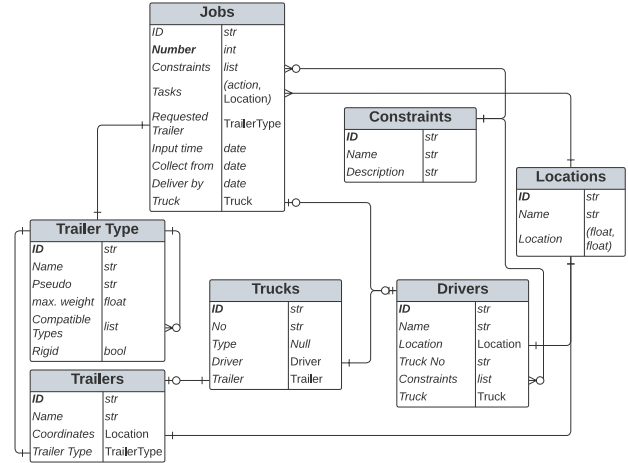 Jobs
ID str
Number int
Constraints list
Tasks (action,
Location)
Requested
Trailer TrailerType
Input time date
Collect from date
Deliver by date
Truck Truck
Constraints
ID str
Name str
Description str
Locations
ID str
Name str
Location (float,
float)
Trailer Type
ID str
Name str
Pseudo str
max. weight float
Compatible
Types list
Rigid bool
Trucks
ID str
No str
Type Null
Driver Driver
Trailer Trailer
Drivers
ID str
Name str
Location Location
Truck No str
Constraints list
Truck Truck
Trailers
ID str
Name str
Coordinates Location
Trailer Type TrailerType